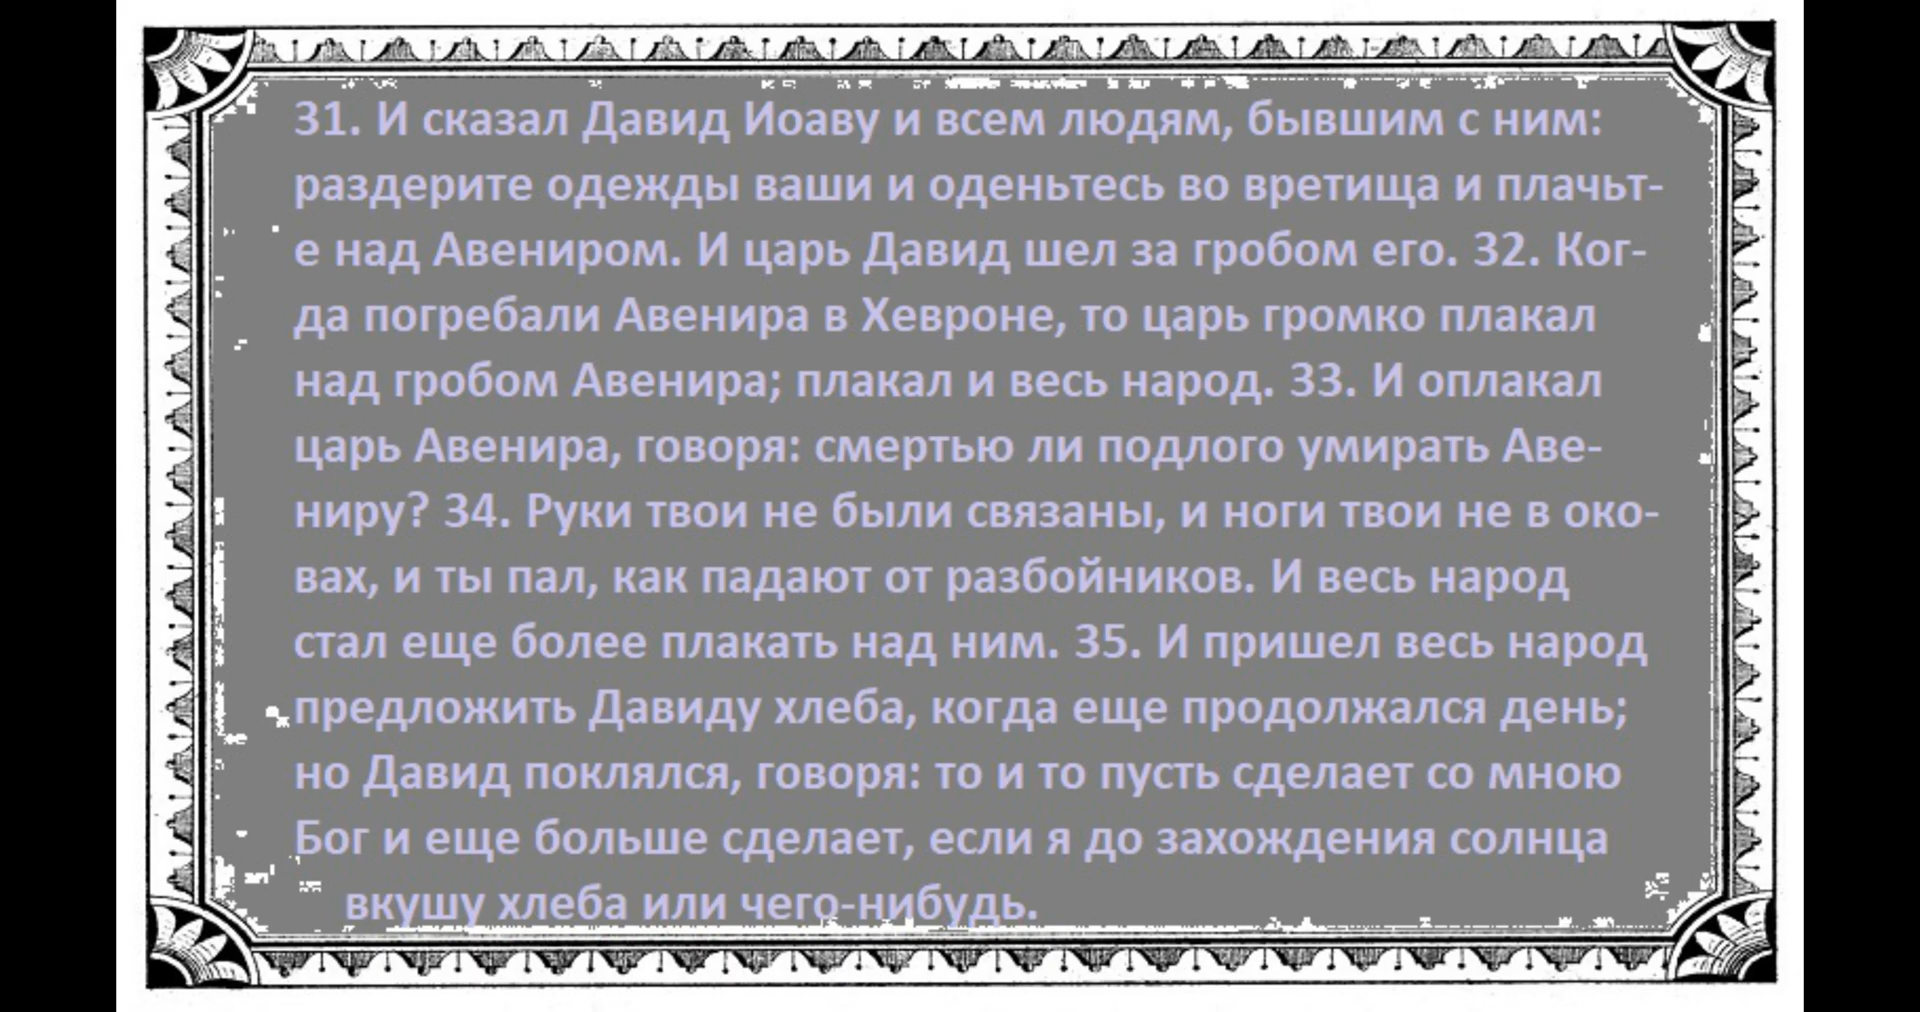 31. И сказал Давид Иоаву и всем людям, бывшим с ним:
раздерите одежды ваши и оденьтесь во вретища и плачьт-
е над Авениром. И царь Давид шел за гробом его. 32. Ког-
да погребали Авенира в Хевроне, то царь громко плакал
над гробом Авенира; плакал и весь народ. 33. И оплакал
царь Авенира, говоря: смертью ли подлого умирать Аве-
ниру? 34. Руки твои не были связаны, и ноги твои не в око-
вах, и ты пал, как падают от разбойников. И весь народ
стал еще более плакать над ним. 35. И пришел весь народ
предложить Давиду хлеба, когда еще продолжался день;
но Давид поклялся, говоря: то и то пусть сделает со мною
Бог и еще больше сделает, если я до захождения солнца
вкушу хлеба или чего-нибудь.